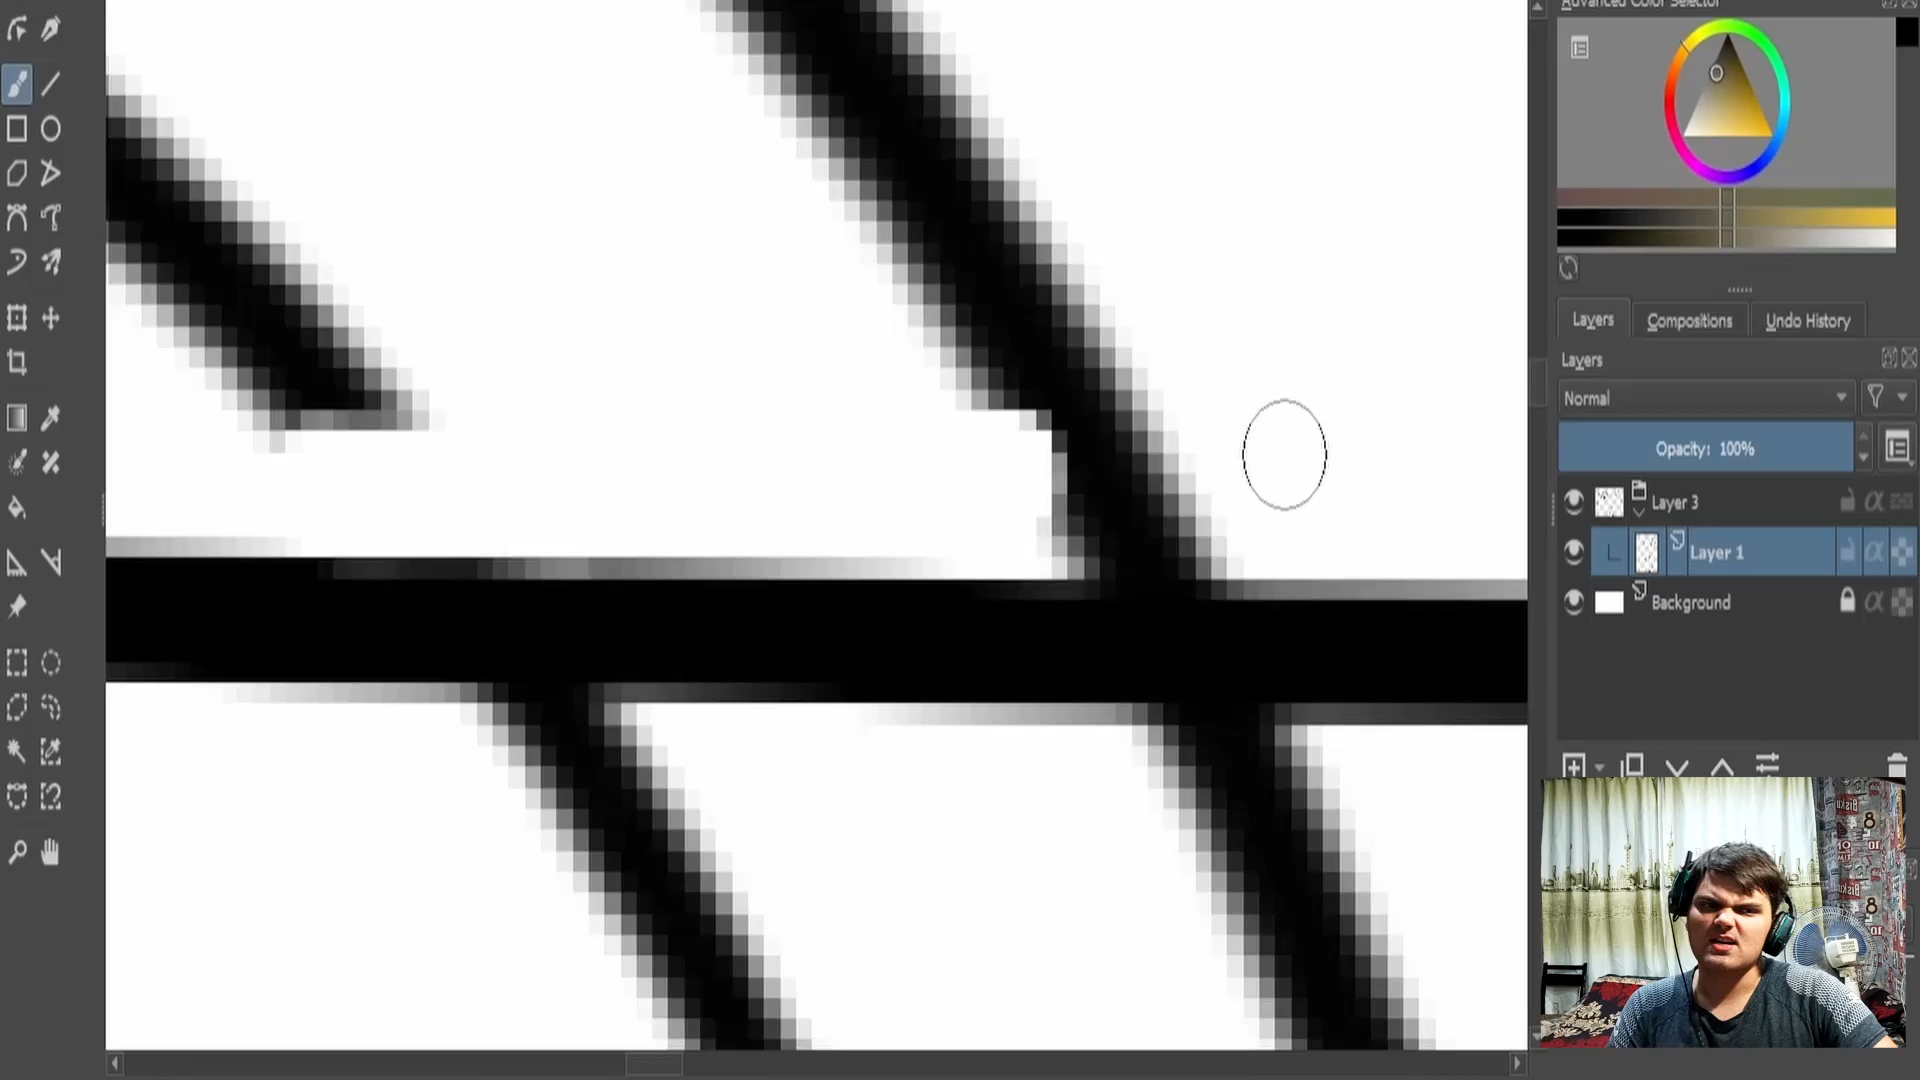 Advanced Color Selector
Layers
Compositions
Undo History
Layers
Normal
Opacity: 100%
Layer 3
Layer 1
Background